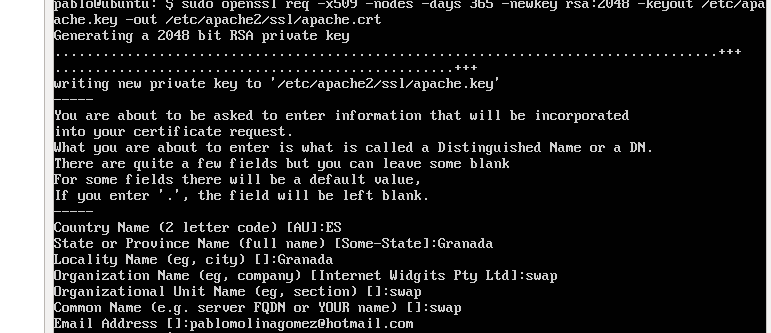 pablo@ubuntu: $ sudo openssl req -x509 -nodes -days 365 -newkey rsa:2048 -keyout /etc/apa
ache.key -out /etc/apache2/ssl/apache.crt
Generating a 2048 bit RSA private key
...................................................................................+++
..................................................+++
writing new private key to '/etc/apache2/ssl/apache.key'
-----
You are about to be asked to enter information that will be incorporated
into your certificate request.
What you are about to enter is what is called a Distinguished Name or a DN.
There are quite a few fields but you can leave some blank
For some fields there will be a default value,
If you enter '.', the field will be left blank.
-----
Country Name (2 letter code) [AU]:ES
State or Province Name (full name) [Some-State]:Granada
Locality Name (eg, city) []:Granada
Organization Name (eg, company) [Internet Widgits Pty Ltd]:swap
Organizational Unit Name (eg, section) []:swap
Common Name (e.g. server FQDN or YOUR name) []:swap
Email Address []:pablomolinagomez@hotmail.com